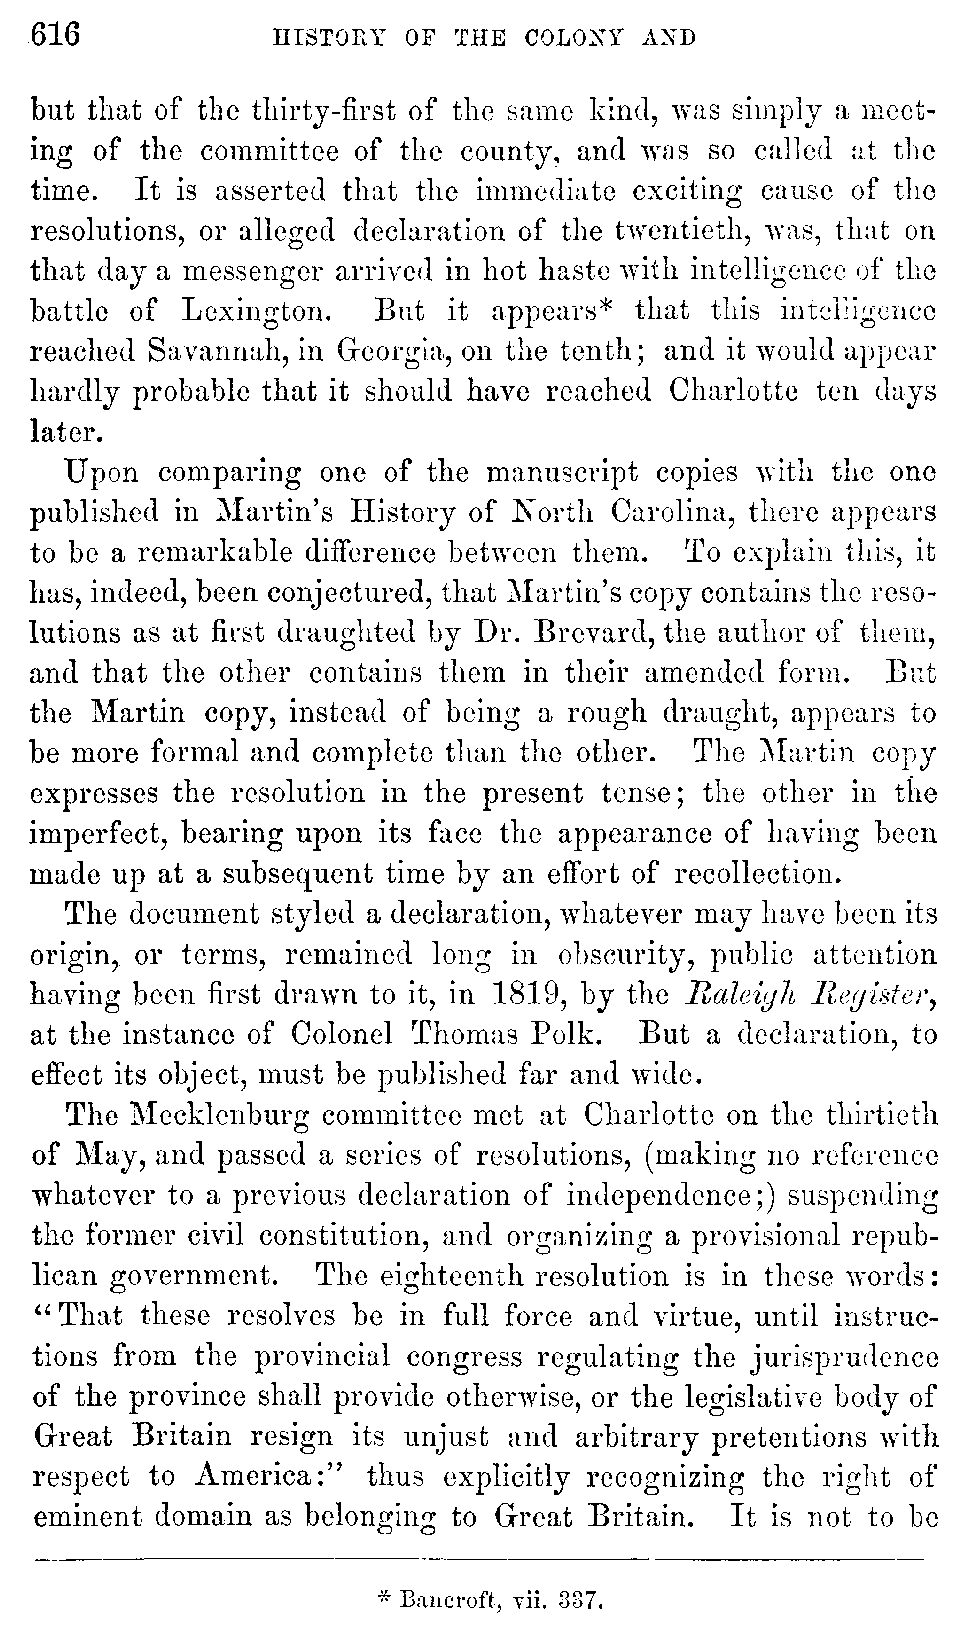 616 HISTORY OF THE COLONY AND
but that of the thirty-first of the same kind, was simply a meet-
ing of the committee of the county, and was so called at the
time. It is asserted that the immediate exciting cause of the
resolutions, or alleged declaration of the twentieth, was, that on
that day a messenger arrived in hot haste with intelligence of the
battle of Lexington. But it appears* that this intelligence
reached Savannah, in Georgia, on the tenth; and it would appear
hardly probable that it should have reached Charlotte ten days
later.
Upon comparing one of the manuscript copies with the one
published in Martin's History of North Carolina, there appears
to be a remarkable difference between them. To explain this, it
has, indeed, been conjectured, that Martin's copy contains the reso-
lutions as at first draughted by Dr. Brevard, the author of them,
and that the other contains them in their amended form. But
the Martin copy, instead of being a rough draught, appears to
be more formal and complete than the other. The Martin copy
expresses the resolution in the present tense; the other in the
imperfect, bearing upon its face the appearance of having been
made up at a subsequent time by an effort of recollection.
The document styled a declaration, whatever may have been its
origin, or terms, remained long in obscurity, public attention
having been first drawn to it, in 1819, by the Raleigh Register,
at the instance of Colonel Thomas Polk. But a declaration, to
effect its object, must be published far and wide.
The Mecklenburg committee met at Charlotte on the thirtieth
of May, and passed a series of resolutions, (making no reference
whatever to a previous declaration of independence;) suspending
the former civil constitution, and organizing a provisional repub-
lican government. The eighteenth resolution is in these words:
"That these resolves be in full force and virtue, until instruc-
tions from the provincial congress regulating the jurisprudence
of the province shall provide otherwise, or the legislative body of
Great Britain resign its unjust and arbitrary pretentions with
respect to America:" thus explicitly recognizing the right of
eminent domain as belonging to Great Britain. It is not to be
* Bancroft, vii. 337.